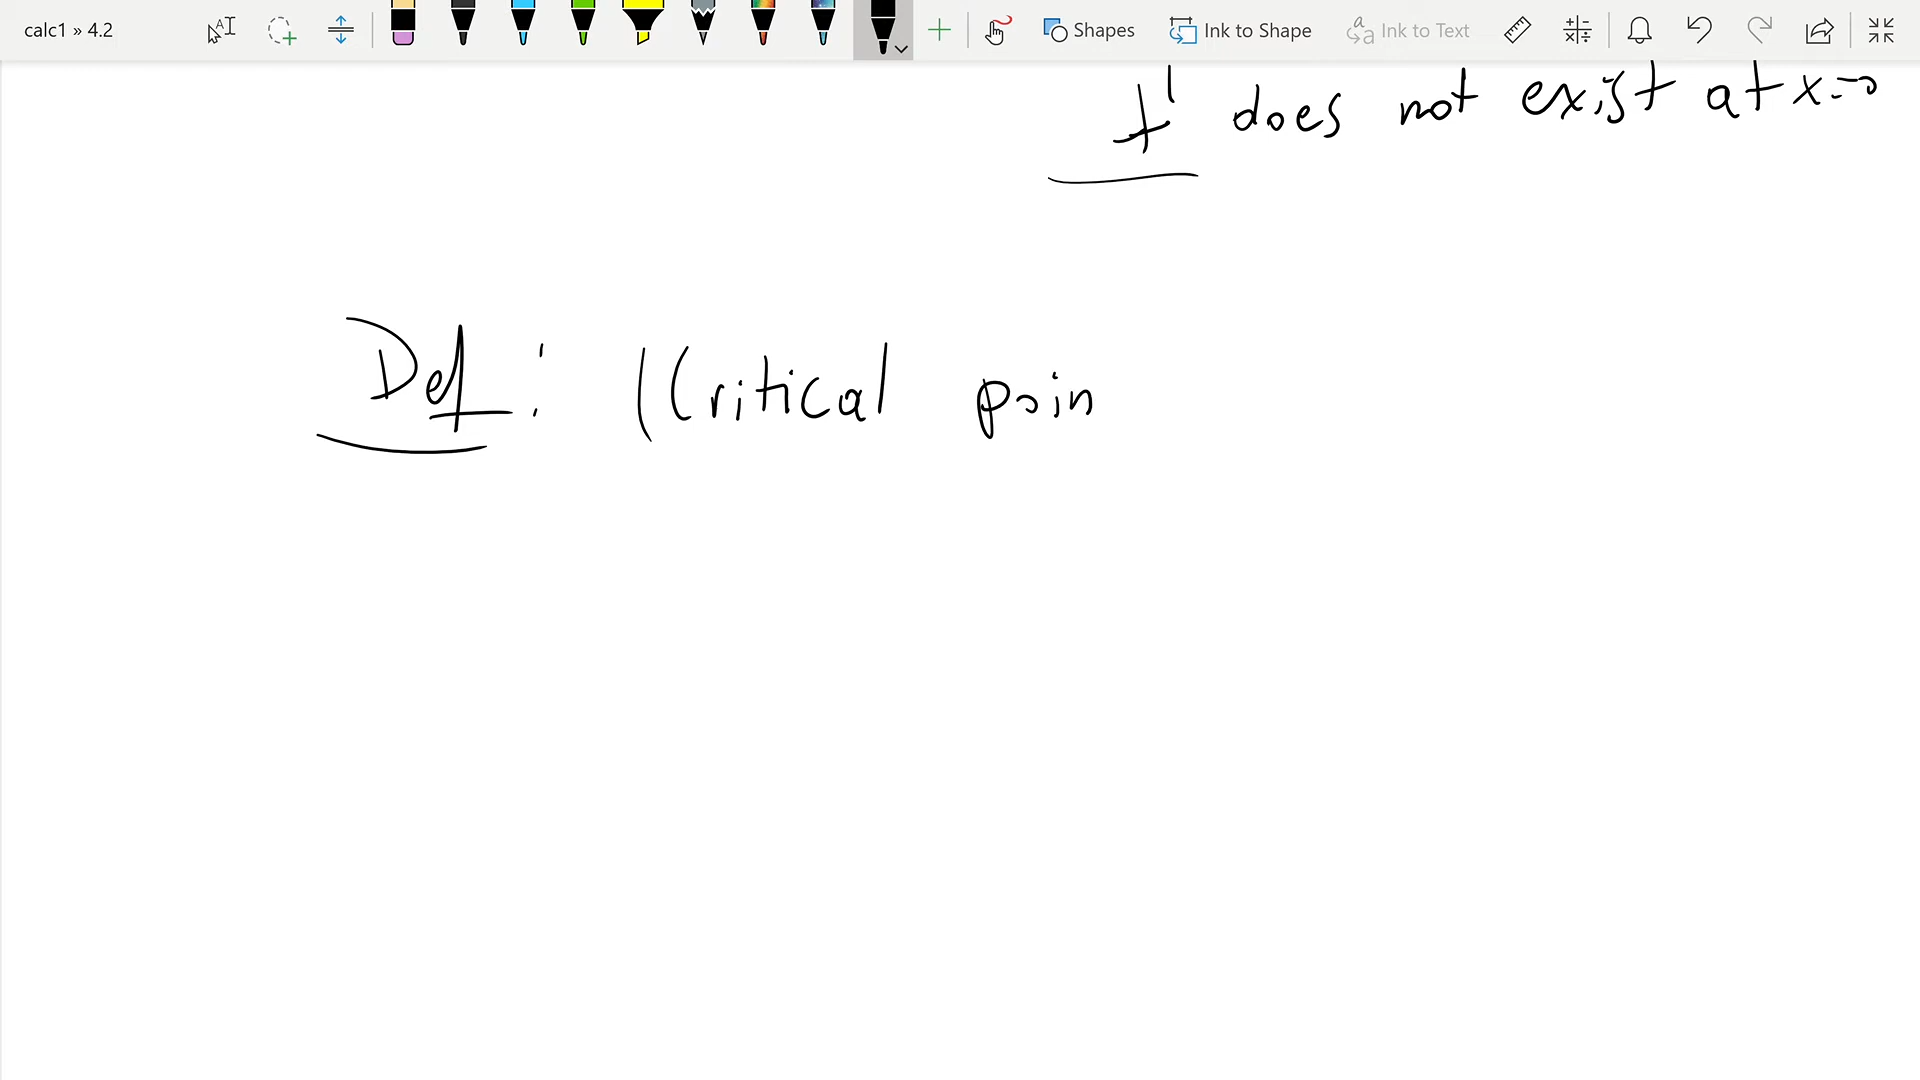 calc1 » 4.2 Shapes Ink to Shape Ink to Text
f' does not exist at x=0
Def: (Critical poin